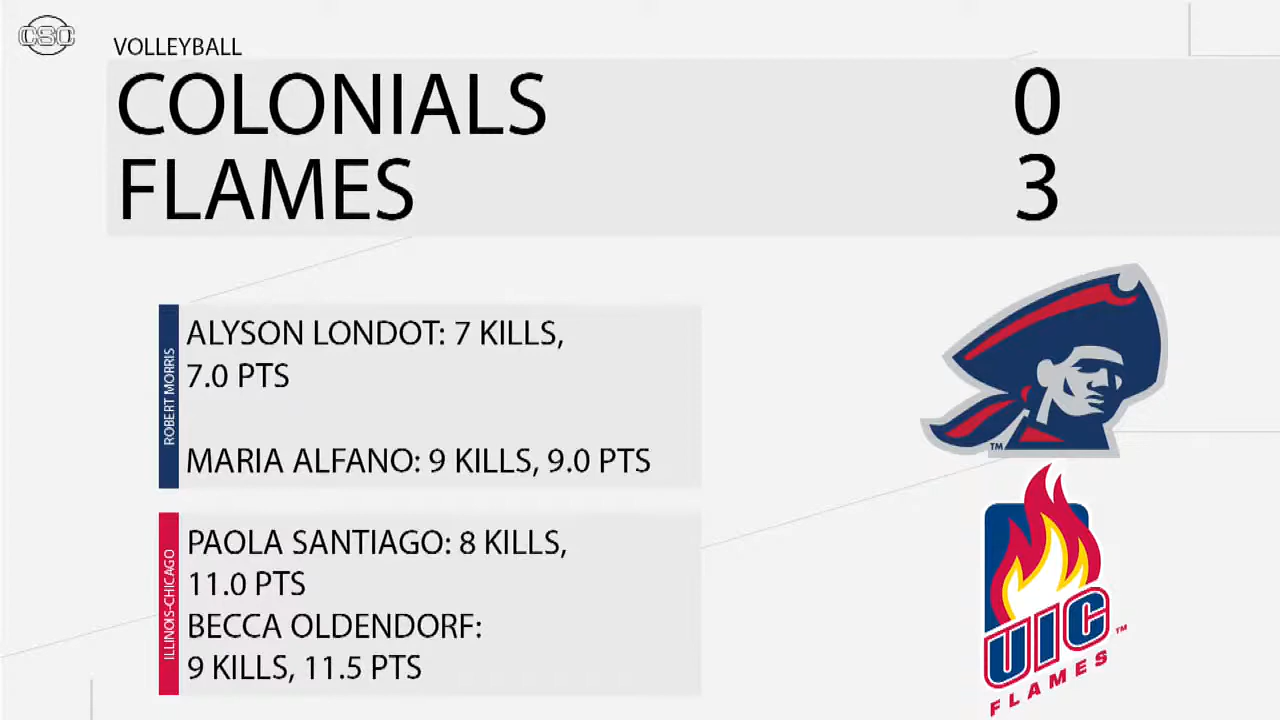 CSC
VOLLEYBALL
COLONIALS 0
FLAMES 3
ROBERT MORRIS
ALYSON LONDOT: 7 KILLS,
7.0 PTS
MARIA ALFANO: 9 KILLS, 9.0 PTS
TM
ILLINOIS-CHICAGO
PAOLA SANTIAGO: 8 KILLS,
11.0 PTS
BECCA OLDENDORF:
9 KILLS, 11.5 PTS
UIC
TM
FLAMES